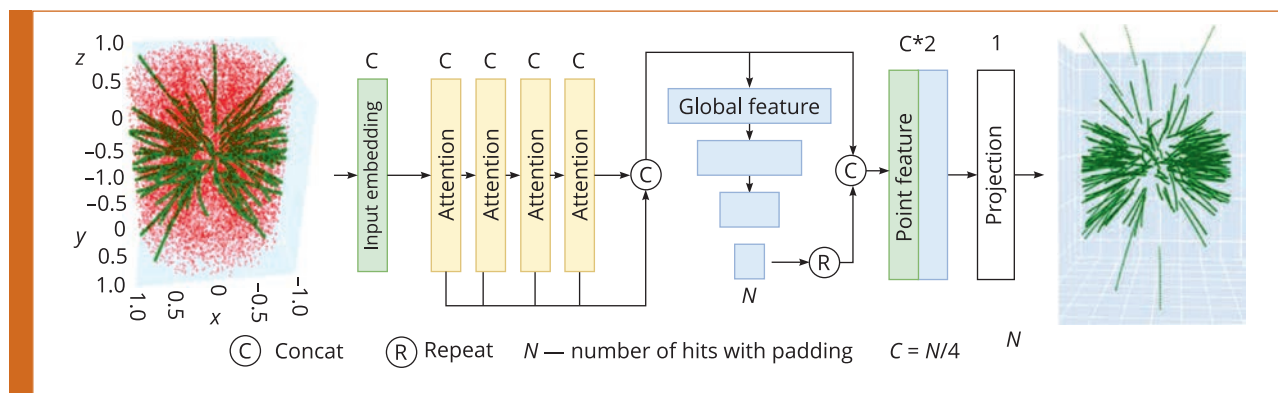 z
1.0
0.5
0
−0.5
−1.0
−0.5
y
0
0.5
1.0
1.0
0.5
0
-0.5
-1.0
x
C
Input embedding
C C C C
Attention
Attention
Attention
Attention
C
Global feature
N
R
C
C*2
Point feature
1
Projection
N
C Concat R Repeat N — number of hits with padding C = N/4